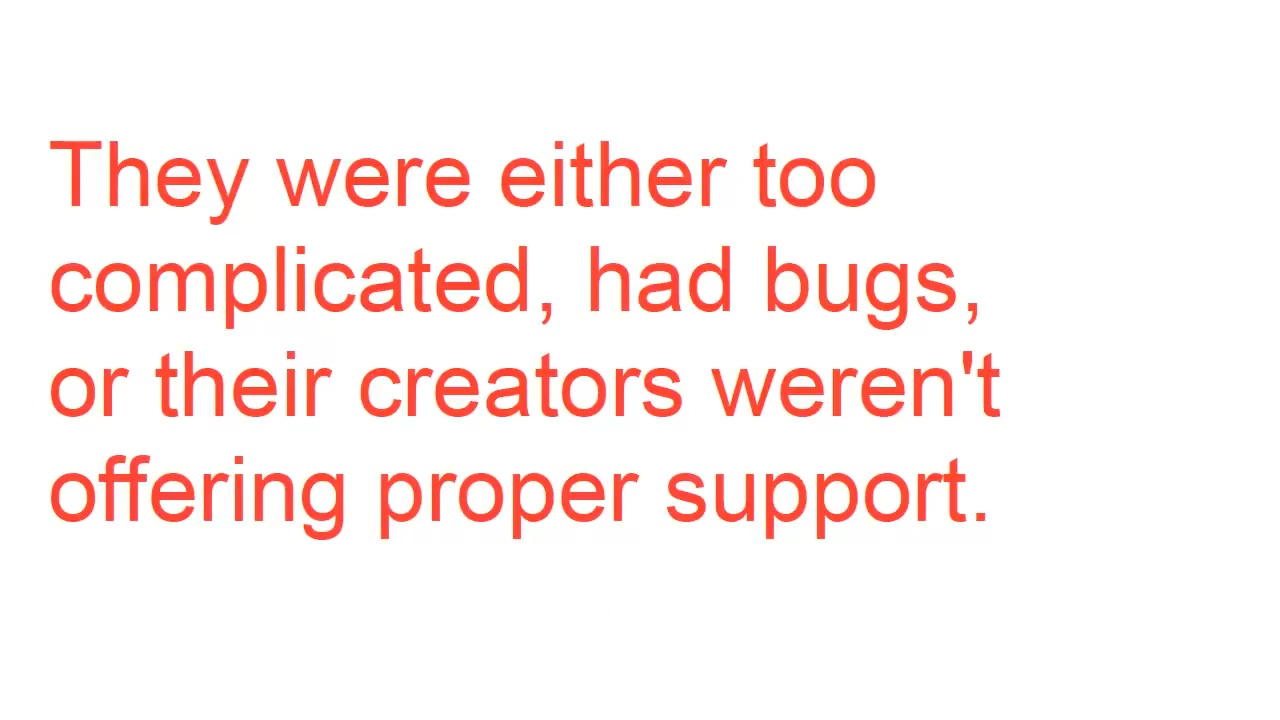 They were either too
complicated, had bugs,
or their creators weren't
offering proper support.